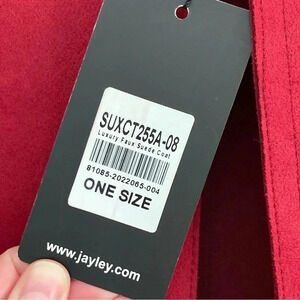 SUXCT255A-08
Luxury Faux Suede Coat
81085-2022065-004
ONE SIZE
www.jayley.com